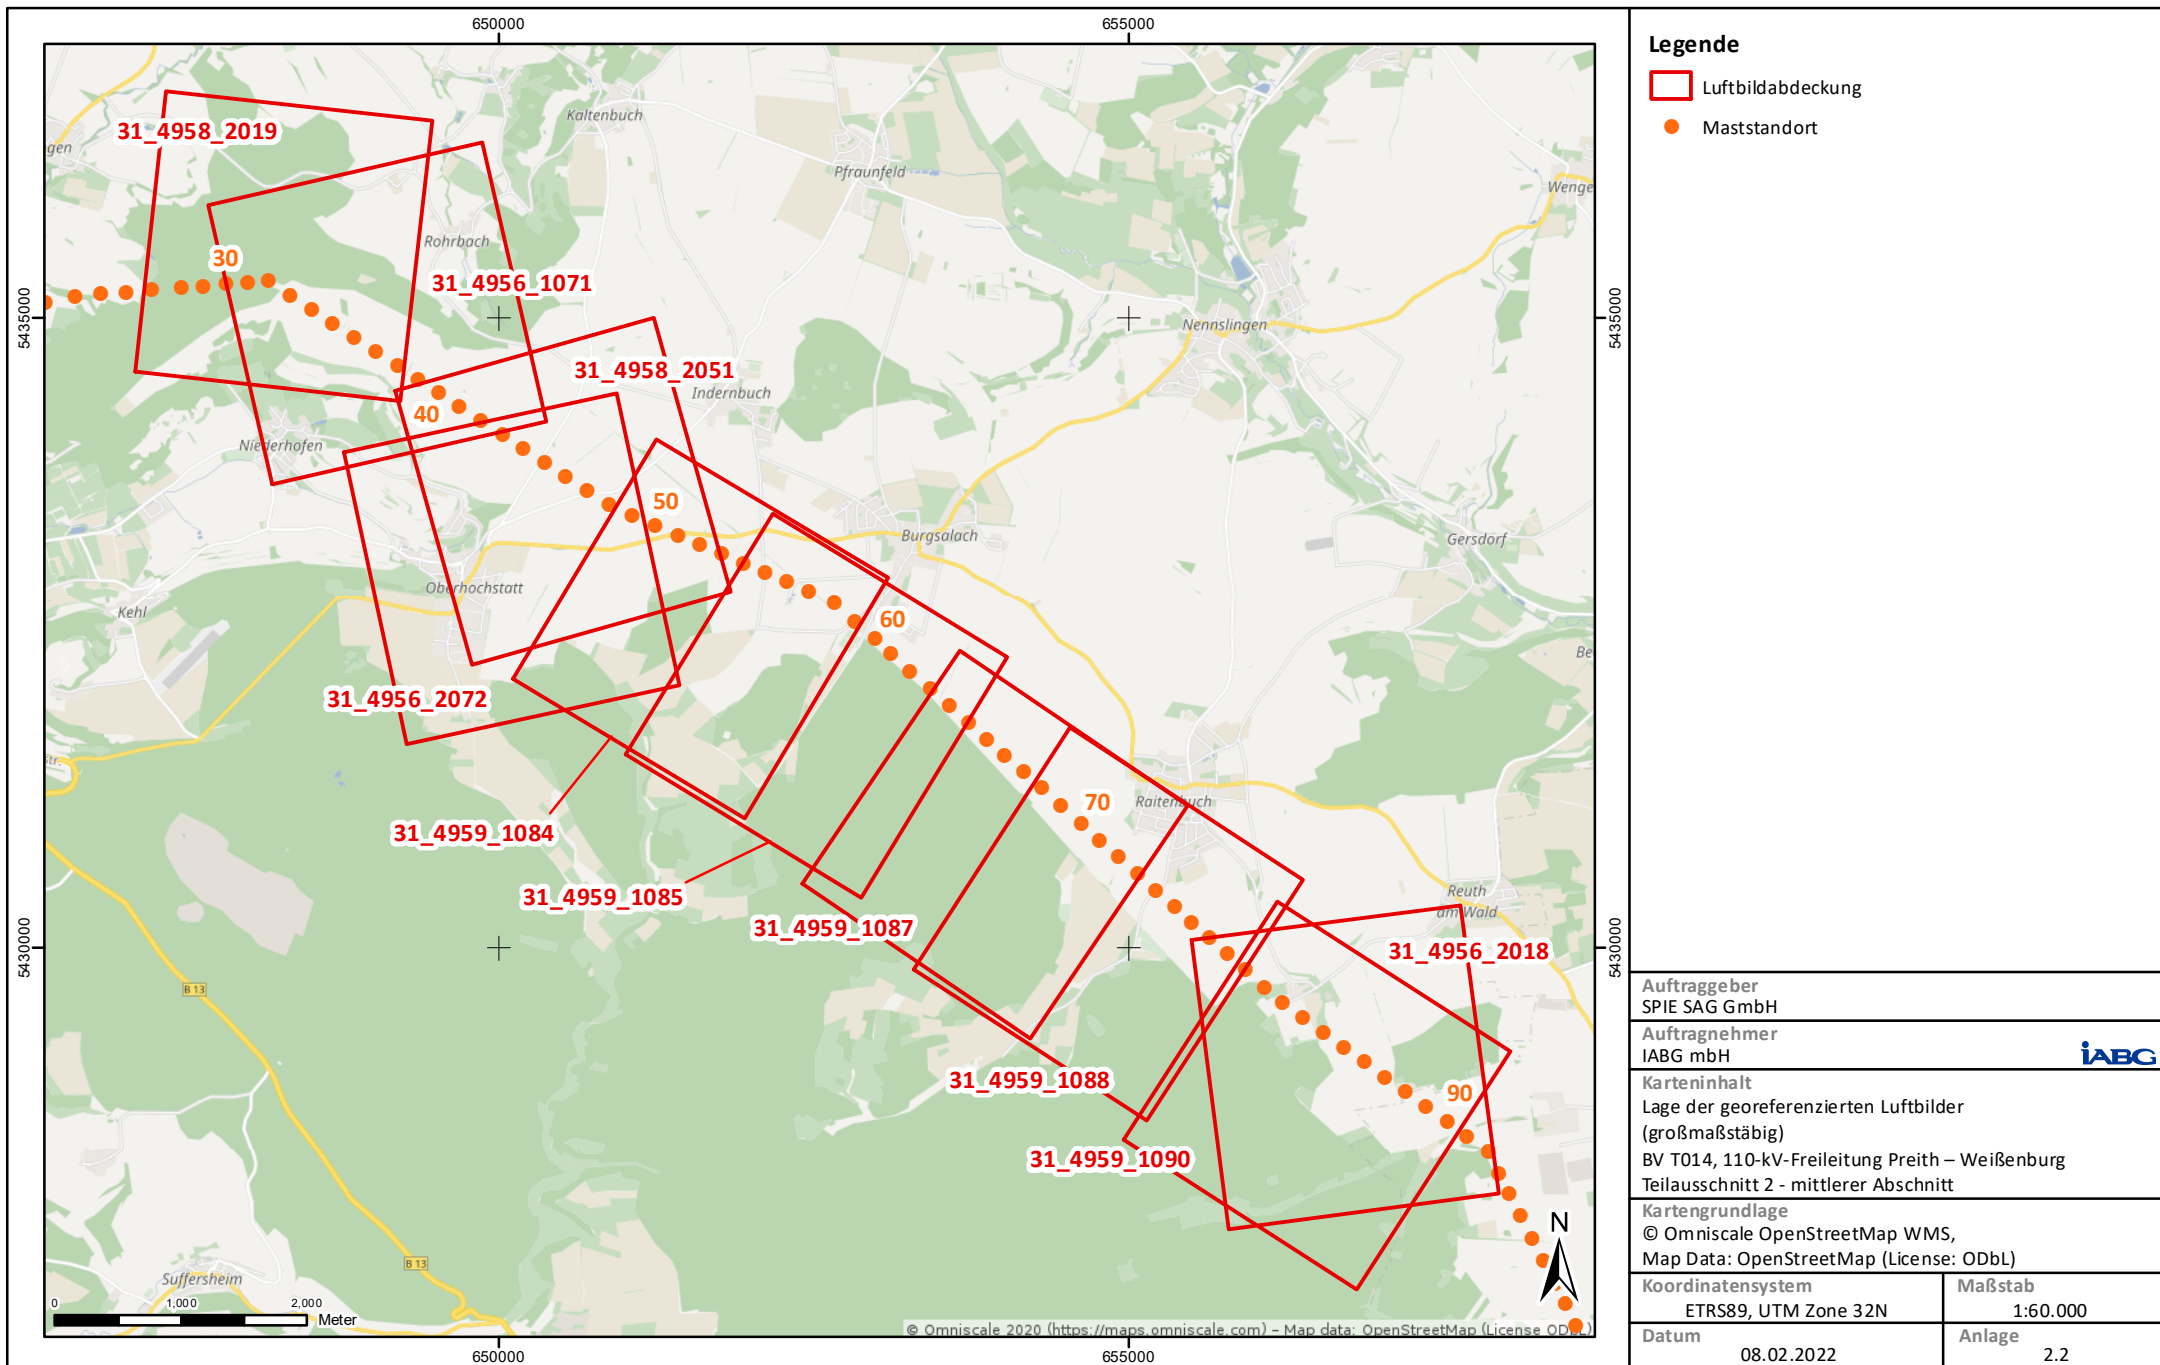 650000
655000
5435000
5430000
5435000
5430000
650000
655000
31_4958_2019
31_4956_1071
31_4958_2051
31_4956_2072
31_4959_1084
31_4959_1085
31_4959_1087
31_4959_1088
31_4959_1090
31_4956_2018
30
40
50
60
70
90
gen
Kaltenbuch
Pfraunfeld
Wenge
Rohrbach
Nennslingen
Indernbuch
Niederhofen
Burgsalach
Gersdorf
Oberhochstatt
Kehl
Be
str.
Raitenbuch
Reuth
am Wald
B 13
B 13
Suffersheim
0
1,000
2,000
Meter
N
© Omniscale 2020 (https://maps.omniscale.com) - Map data: OpenStreetMap (License ODbL)
Legende
Luftbildabdeckung
Maststandort
Auftraggeber
SPIE SAG GmbH
Auftragnehmer
IABG mbH
iABG
Karteninhalt
Lage der georeferenzierten Luftbilder
(großmaßstäbig)
BV T014, 110-kV-Freileitung Preith – Weißenburg
Teilausschnitt 2 - mittlerer Abschnitt
Kartengrundlage
© Omniscale OpenStreetMap WMS,
Map Data: OpenStreetMap (License: ODbL)
Koordinatensystem
ETRS89, UTM Zone 32N
Maßstab
1:60.000
Datum
08.02.2022
Anlage
2.2